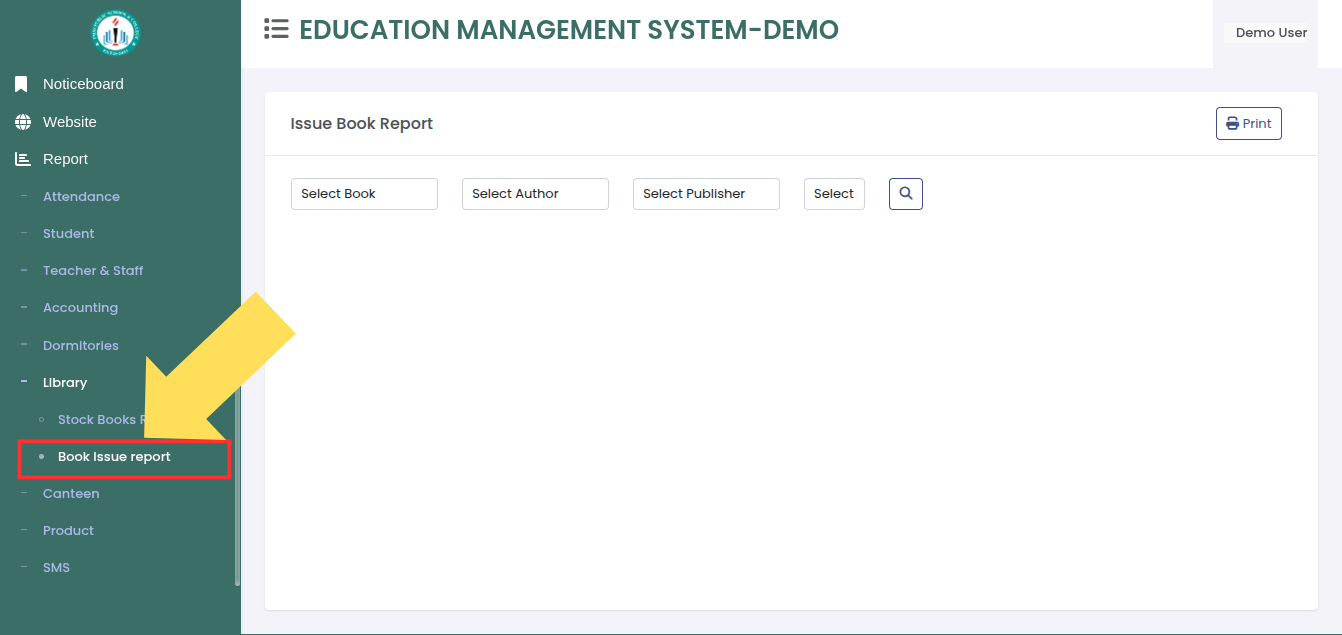 EDUCATION MANAGEMENT SYSTEM-DEMO
Demo User
Noticeboard
Website
Report
Attendance
Student
Teacher & Staff
Accounting
Dormitories
Library
Stock Books
Book Issue report
Canteen
Product
SMS
Issue Book Report
Print
Select Book
Select Author
Select Publisher
Select